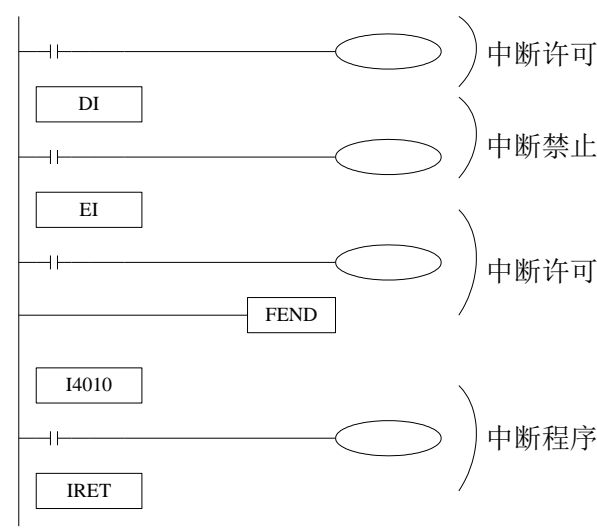 中断许可
DI
中断禁止
EI
中断许可
FEND
I4010
中断程序
IRET